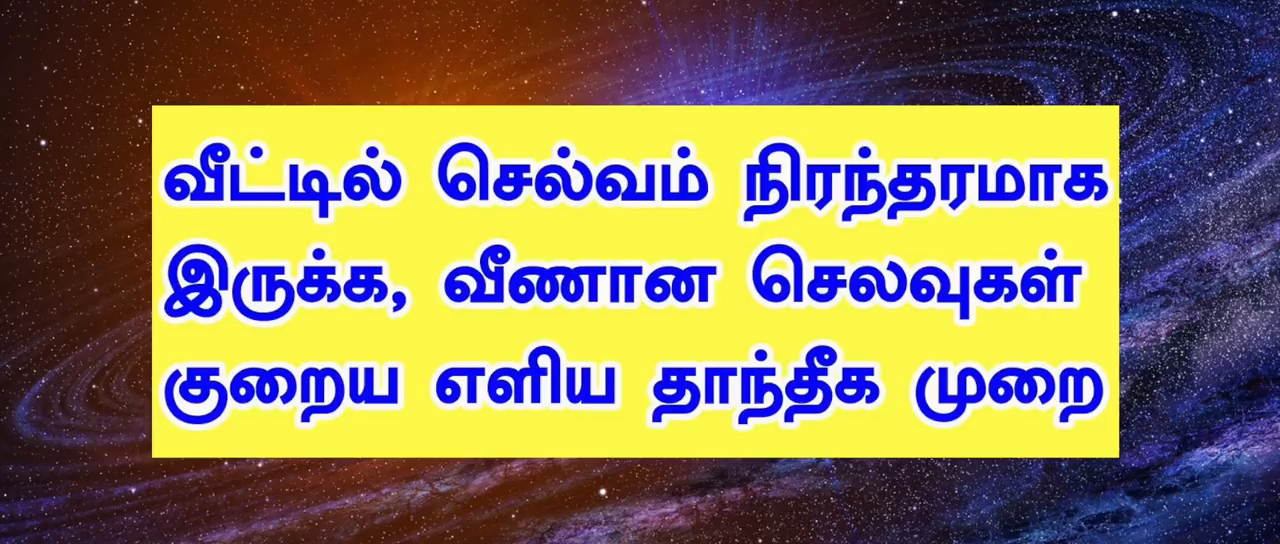 வீட்டில் செல்வம் நிரந்தரமாக
இருக்க, வீணான செலவுகள்
குறைய எளிய தாந்தீக முறை